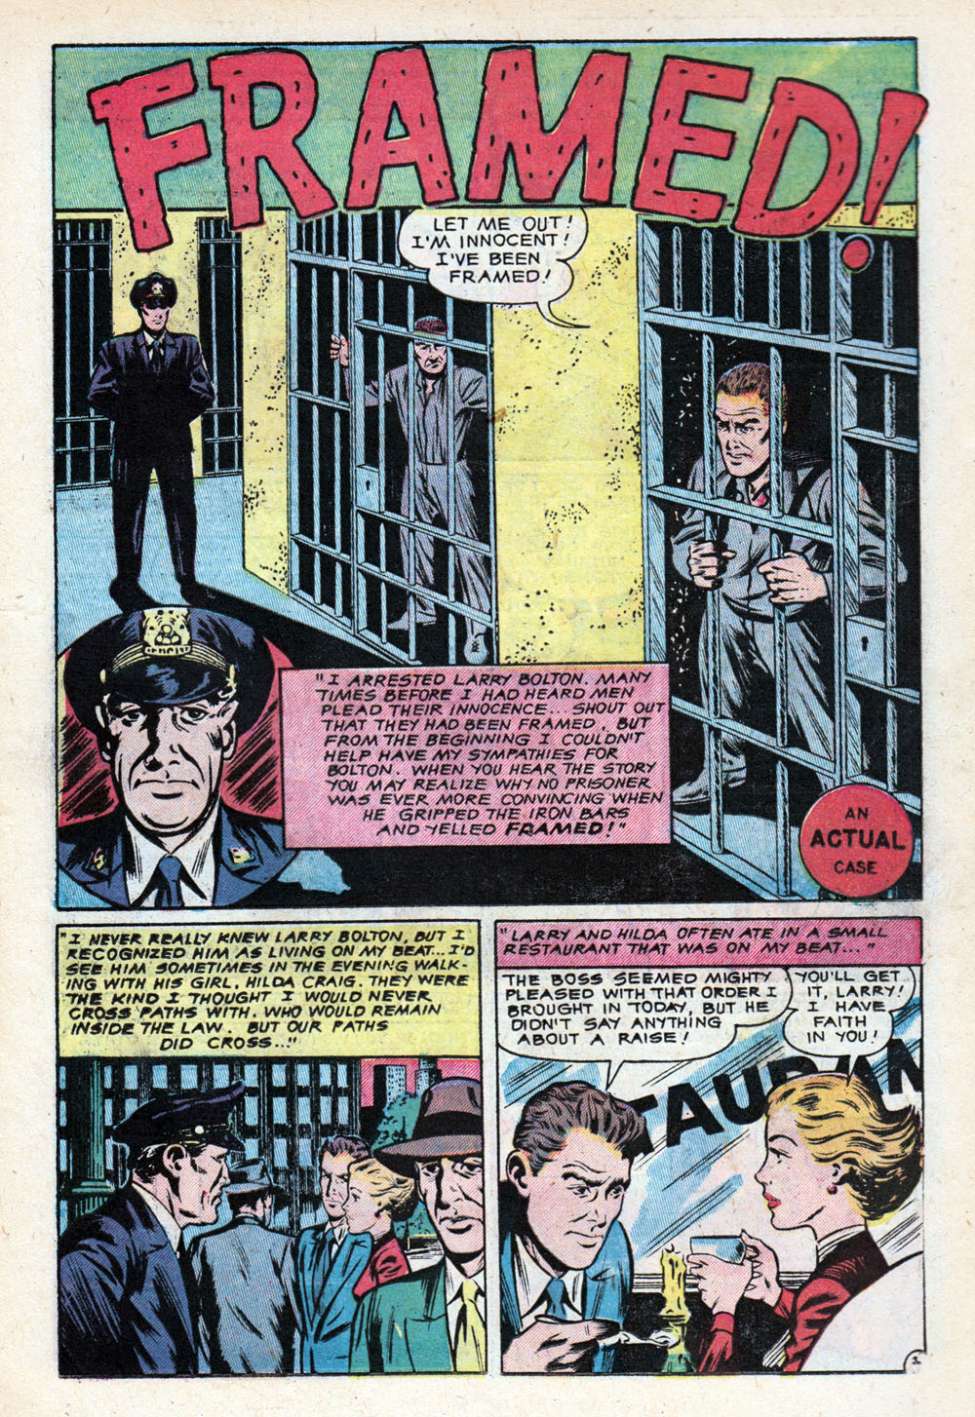 FRAMED!
LET ME OUT!
I'M INNOCENT!
I'VE BEEN
FRAMED!
"I ARRESTED LARRY BOLTON. MANY
TIMES BEFORE I HAD HEARD MEN
PLEAD THEIR INNOCENCE... SHOUT OUT
THAT THEY HAD BEEN FRAMED, BUT
FROM THE BEGINNING I COULDN'T
HELP HAVE MY SYMPATHIES FOR
BOLTON. WHEN YOU HEAR THE STORY
YOU MAY REALIZE WHY NO PRISONER
WAS EVER MORE CONVINCING WHEN
HE GRIPPED THE IRON BARS
AND YELLED FRAMED!"
AN
ACTUAL
CASE
"I NEVER REALLY KNEW LARRY BOLTON, BUT I
RECOGNIZED HIM AS LIVING ON MY BEAT...I'D
SEE HIM SOMETIMES IN THE EVENING WALK-
ING WITH HIS GIRL, HILDA CRAIG. THEY WERE
THE KIND I THOUGHT I WOULD NEVER
CROSS PATHS WITH. WHO WOULD REMAIN
INSIDE THE LAW. BUT OUR PATHS
DID CROSS..."
"LARRY AND HILDA OFTEN ATE IN A SMALL
RESTAURANT THAT WAS ON MY BEAT..."
THE BOSS SEEMED MIGHTY
PLEASED WITH THAT ORDER I
BROUGHT IN TODAY, BUT HE
DIDN'T SAY ANYTHING
ABOUT A RAISE!
YOU'LL GET
IT, LARRY!
I HAVE
FAITH
IN YOU!
TAURAN
1